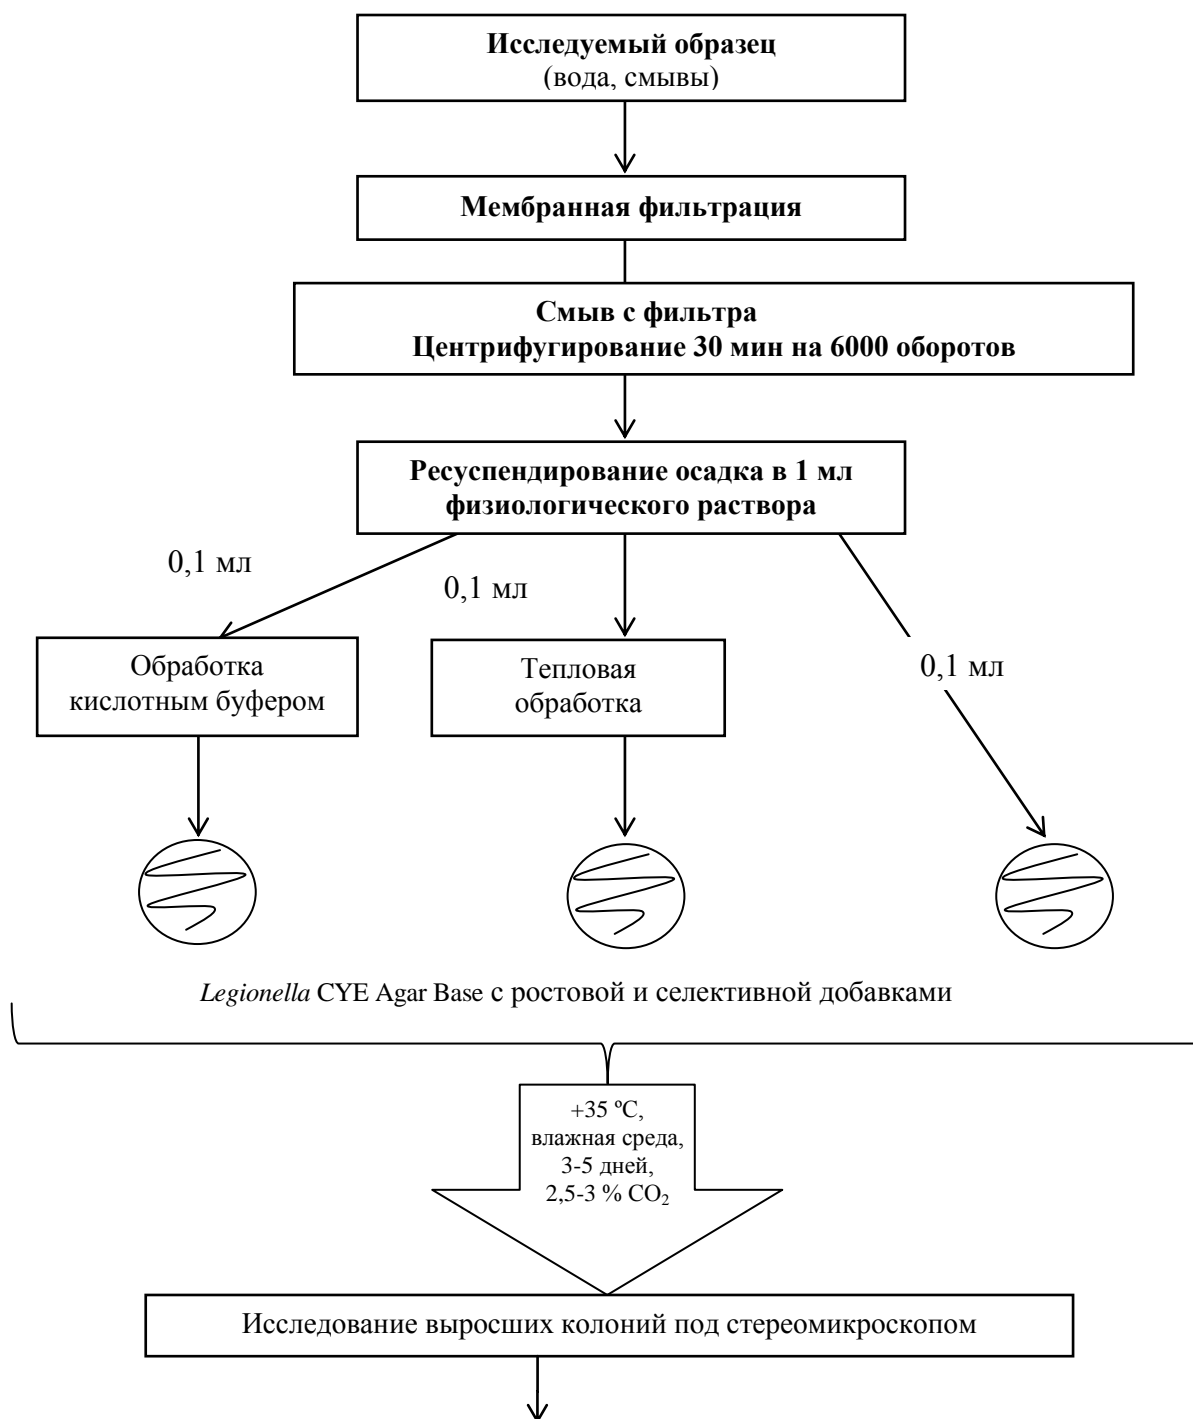 Исследуемый образец
(вода, смывы)
Мембранная фильтрация
Смыв с фильтра
Центрифугирование 30 мин на 6000 оборотов
Ресуспендирование осадка в 1 мл
физиологического раствора
0,1 мл
0,1 мл
0,1 мл
Обработка
кислотным буфером
Тепловая
обработка
Legionella CYE Agar Base с ростовой и селективной добавками
+35 ºС,
влажная среда,
3-5 дней,
2,5-3 % CO₂
Исследование выросших колоний под стереомикроскопом